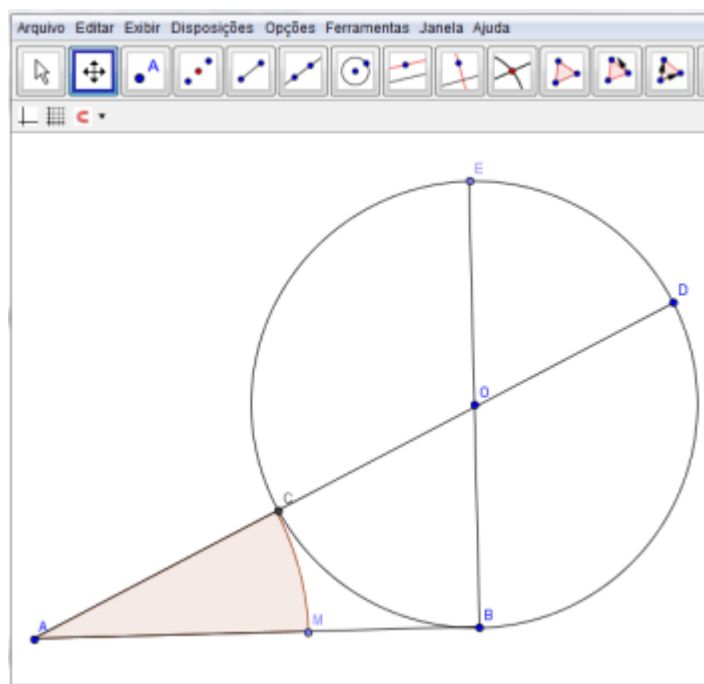 Arquivo Editar Exibir Disposições Opções Ferramentas Janela Ajuda
A
E
D
O
C
M
B
A